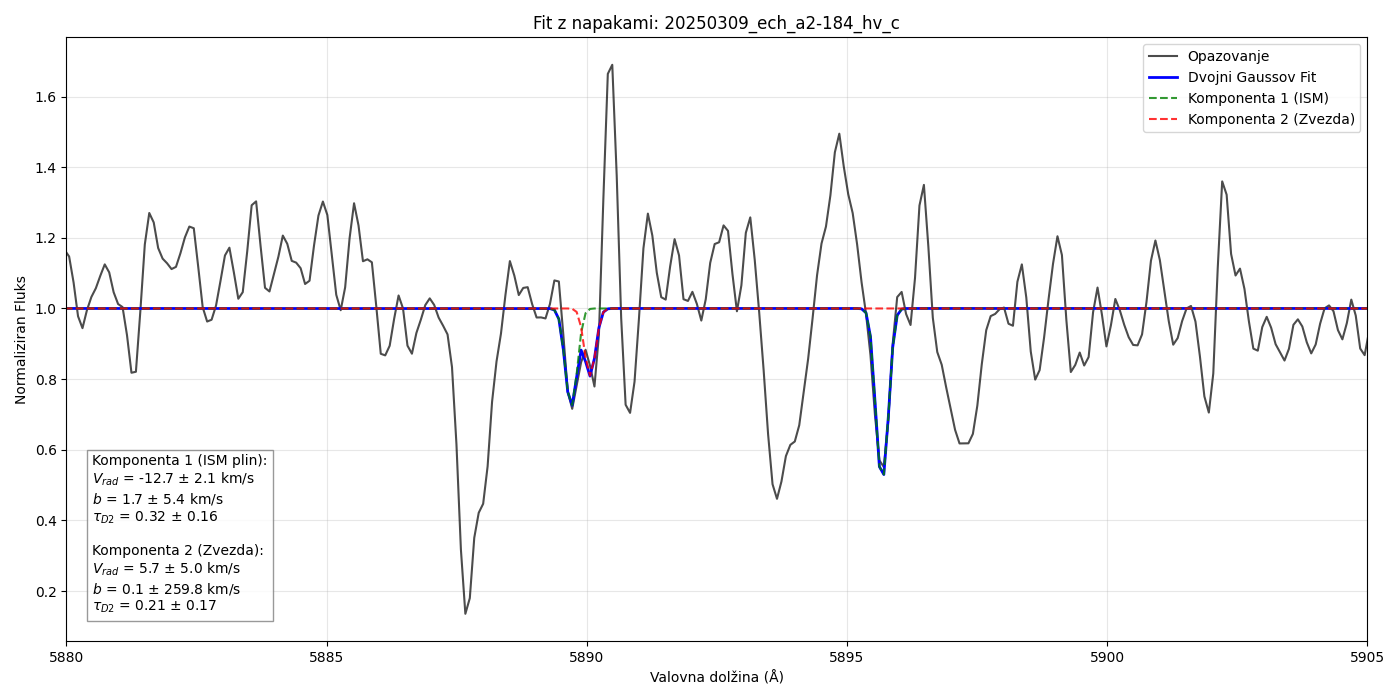 Fit z napakami: 20250309_ech_a2-184_hv_c
Normaliziran Fluks
1.6
1.4
1.2
1.0
0.8
0.6
0.4
0.2
Opazovanje
Dvojni Gaussov Fit
Komponenta 1 (ISM)
Komponenta 2 (Zvezda)
Komponenta 1 (ISM plin):
V_rad = -12.7 ± 2.1 km/s
b = 1.7 ± 5.4 km/s
τ_D2 = 0.32 ± 0.16
Komponenta 2 (Zvezda):
V_rad = 5.7 ± 5.0 km/s
b = 0.1 ± 259.8 km/s
τ_D2 = 0.21 ± 0.17
5880 5885 5890 5895 5900 5905
Valovna dolžina (Å)